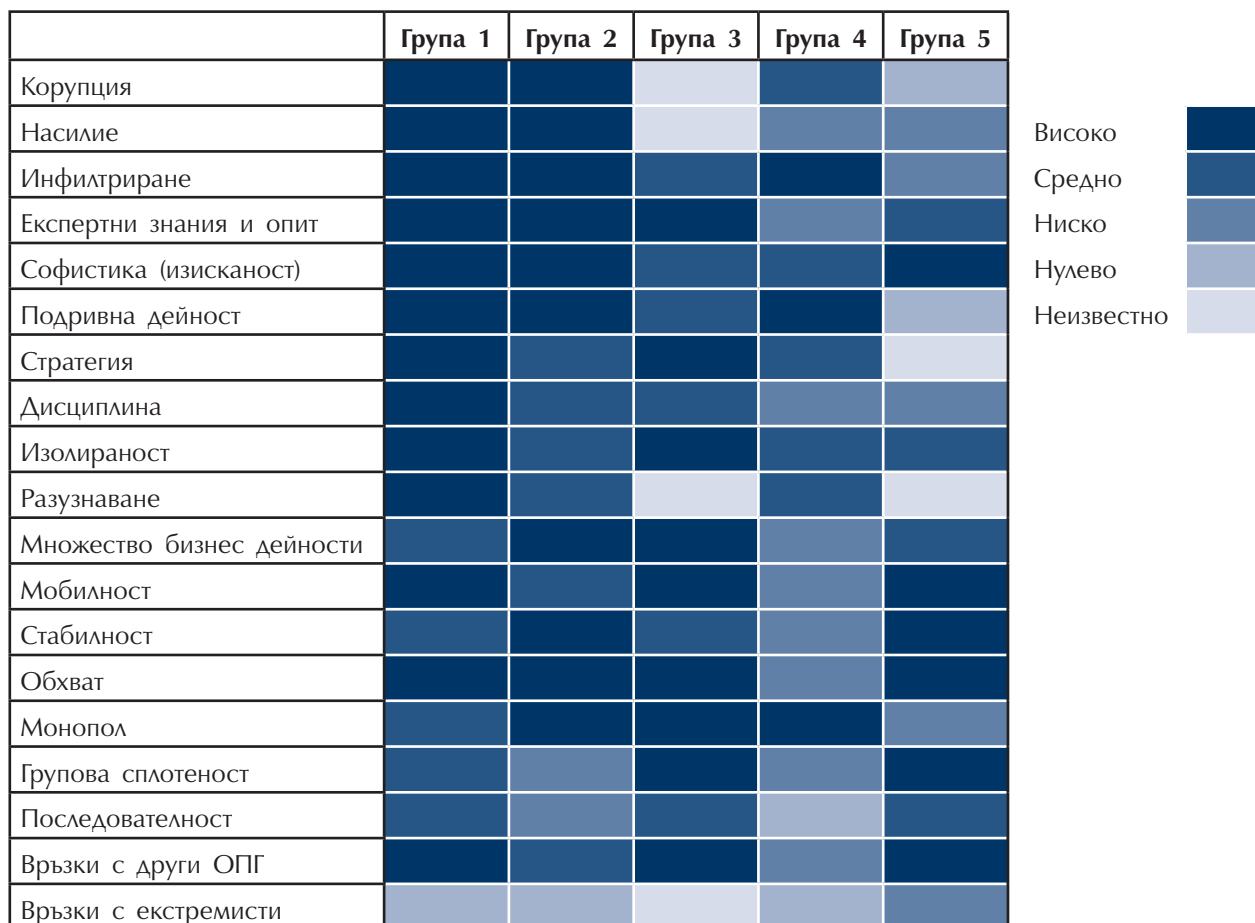 Група 1 Група 2 Група 3 Група 4 Група 5
Корупция
Насилие
Инфилтриране
Експертни знания и опит
Софистика (изисканост)
Подривна дейност
Стратегия
Дисциплина
Изолираност
Разузнаване
Множество бизнес дейности
Мобилност
Стабилност
Обхват
Монопол
Групова сплотеност
Последователност
Връзки с други ОПГ
Връзки с екстремисти
Високо
Средно
Ниско
Нулево
Неизвестно